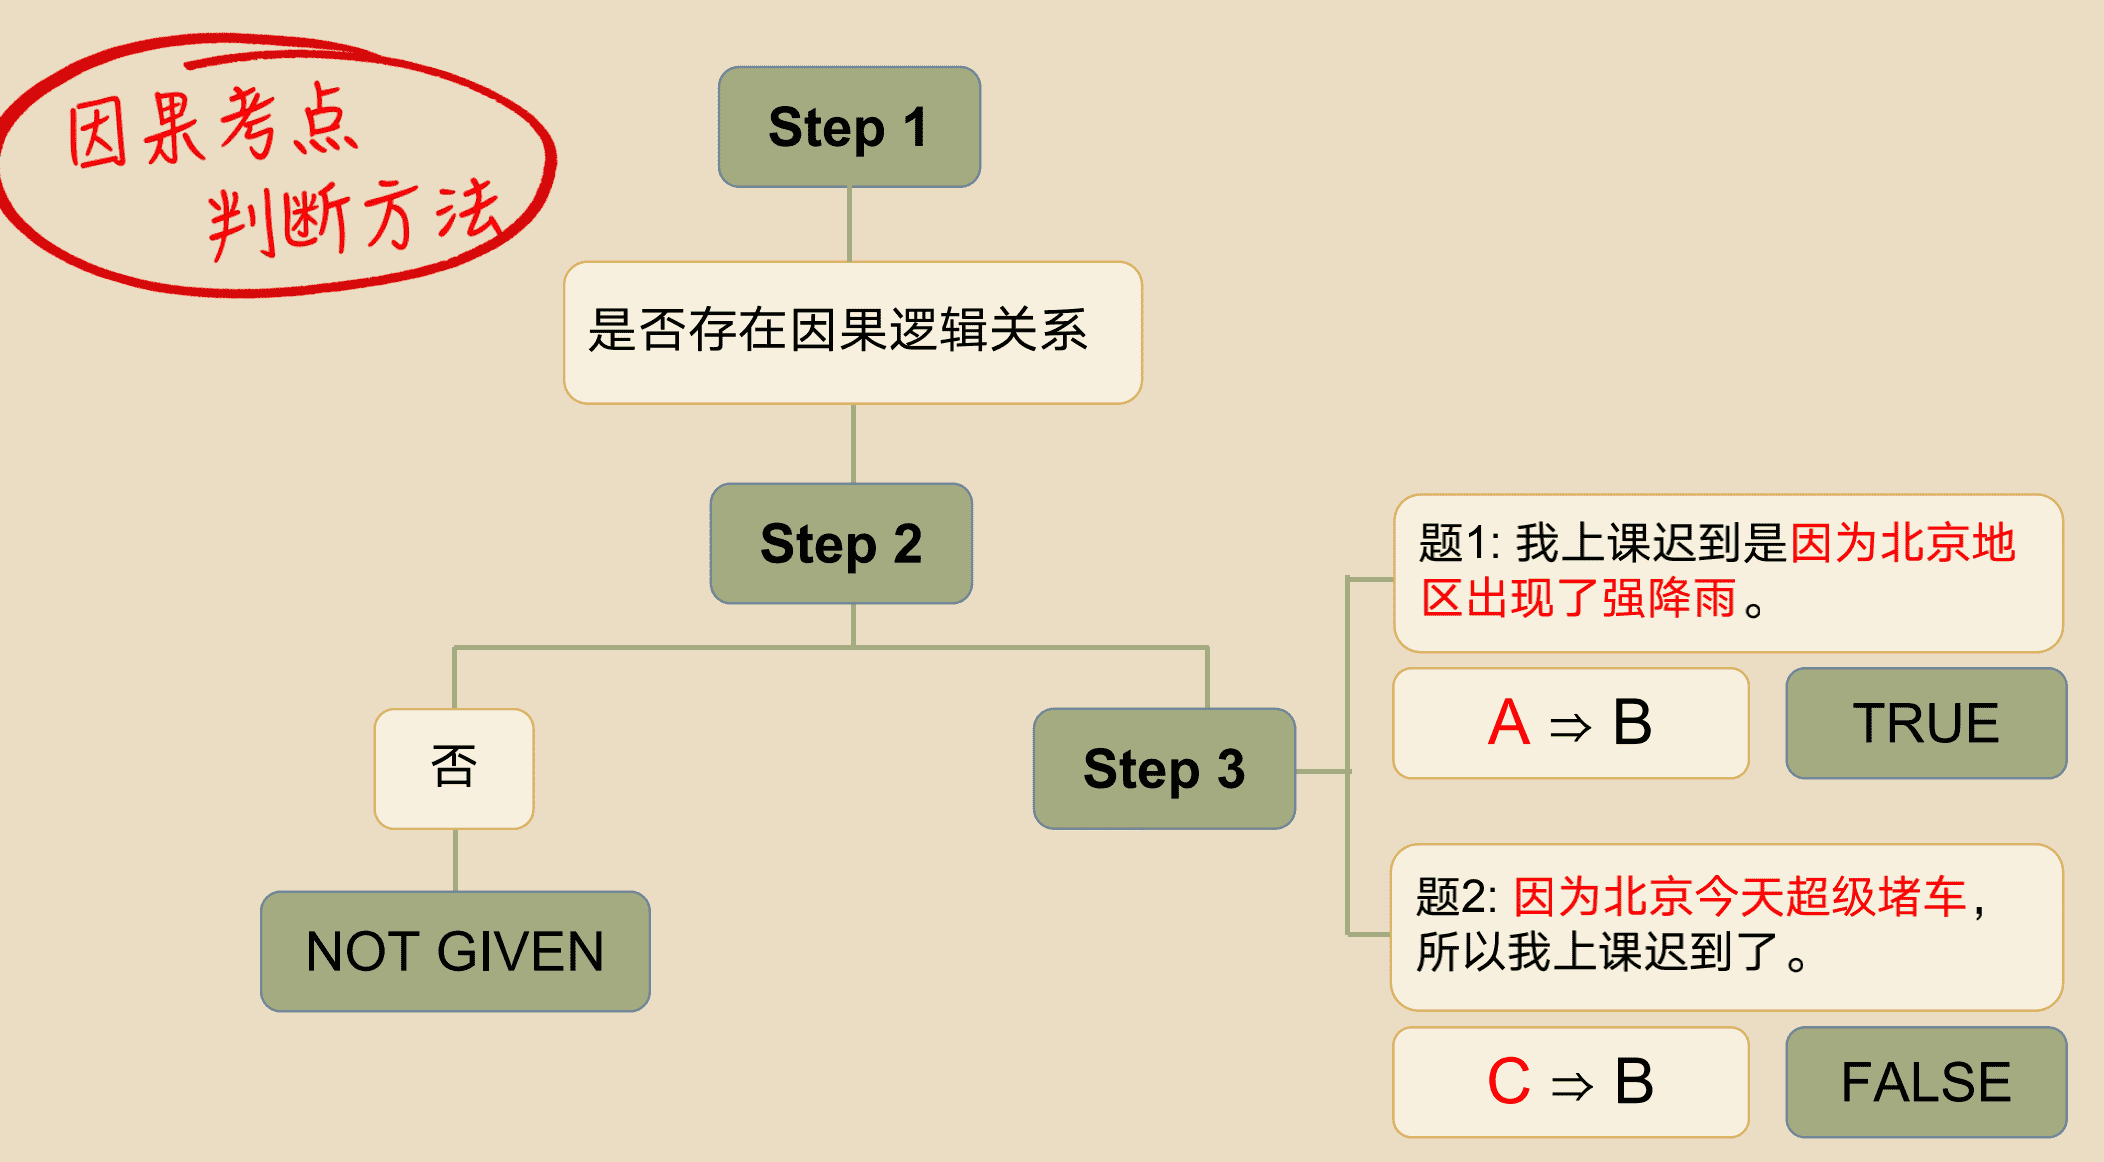 因果考点
判断方法
Step 1
是否存在因果逻辑关系
Step 2
否
NOT GIVEN
Step 3
题1: 我上课迟到是因为北京地
区出现了强降雨。
A ⇒ B
TRUE
题2: 因为北京今天超级堵车，
所以我上课迟到了。
C ⇒ B
FALSE